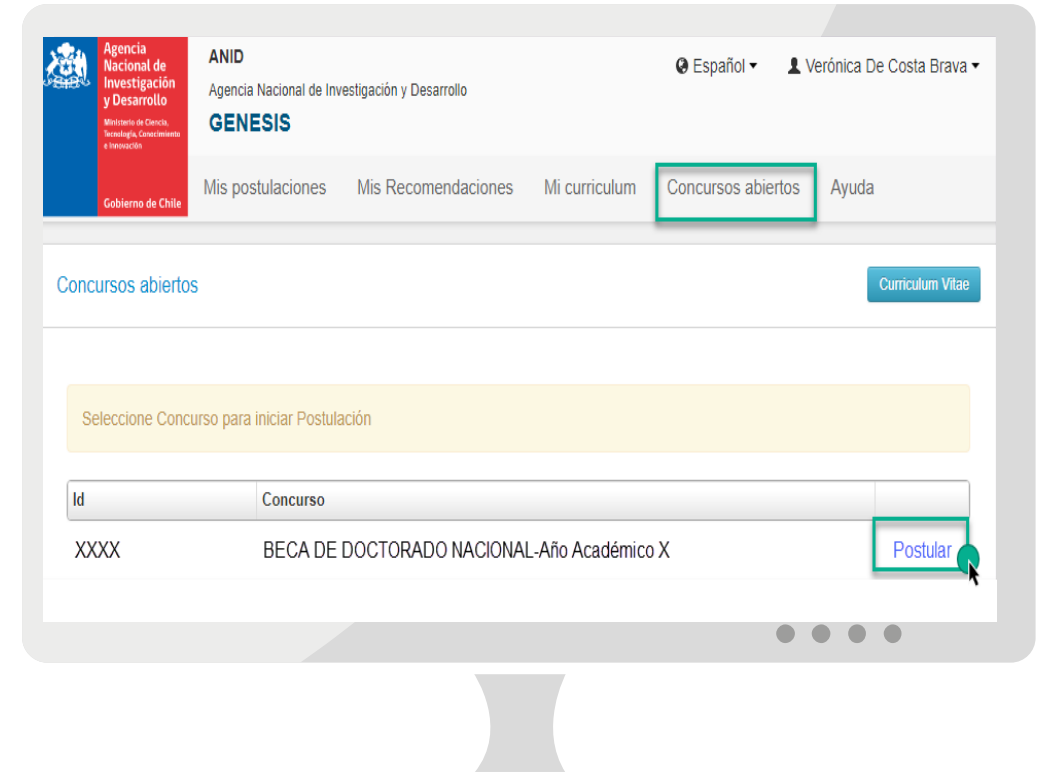 Agencia
Nacional de
Investigación
y Desarrollo
Ministerio de Ciencia,
Tecnología, Conocimiento
e Innovación
Gobierno de Chile
ANID
Agencia Nacional de Investigación y Desarrollo
GENESIS
Español
Verónica De Costa Brava
Mis postulaciones Mis Recomendaciones Mi curriculum Concursos abiertos Ayuda
Concursos abiertos
Curriculum Vitae
Seleccione Concurso para iniciar Postulación
Id Concurso
XXXX BECA DE DOCTORADO NACIONAL-Año Académico X Postular